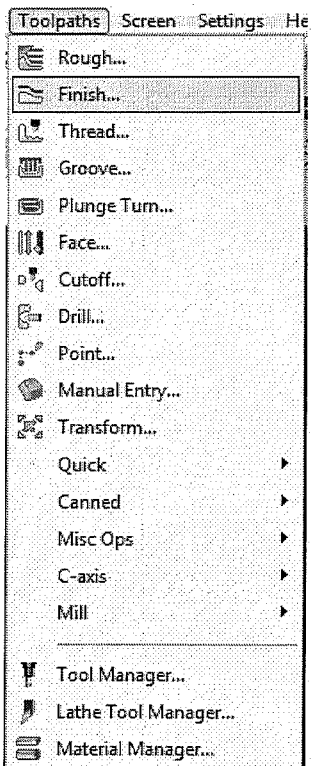 Toolpaths Screen Settings He
Rough...
Finish...
Thread...
Groove...
Plunge Turn...
Face...
Cutoff...
Drill...
Point...
Manual Entry...
Transform...
Quick
Canned
Misc Ops
C-axis
Mill
Tool Manager...
Lathe Tool Manager...
Material Manager...